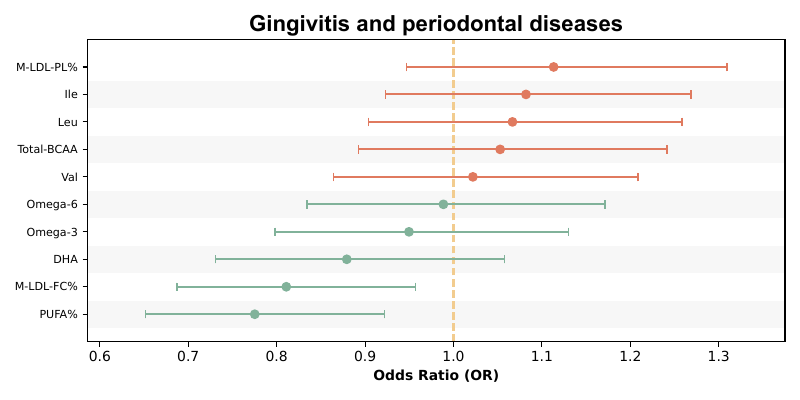 Gingivitis and periodontal diseases
M-LDL-PL%
Ile
Leu
Total-BCAA
Val
Omega-6
Omega-3
DHA
M-LDL-FC%
PUFA%
0.6 0.7 0.8 0.9 1.0 1.1 1.2 1.3
Odds Ratio (OR)